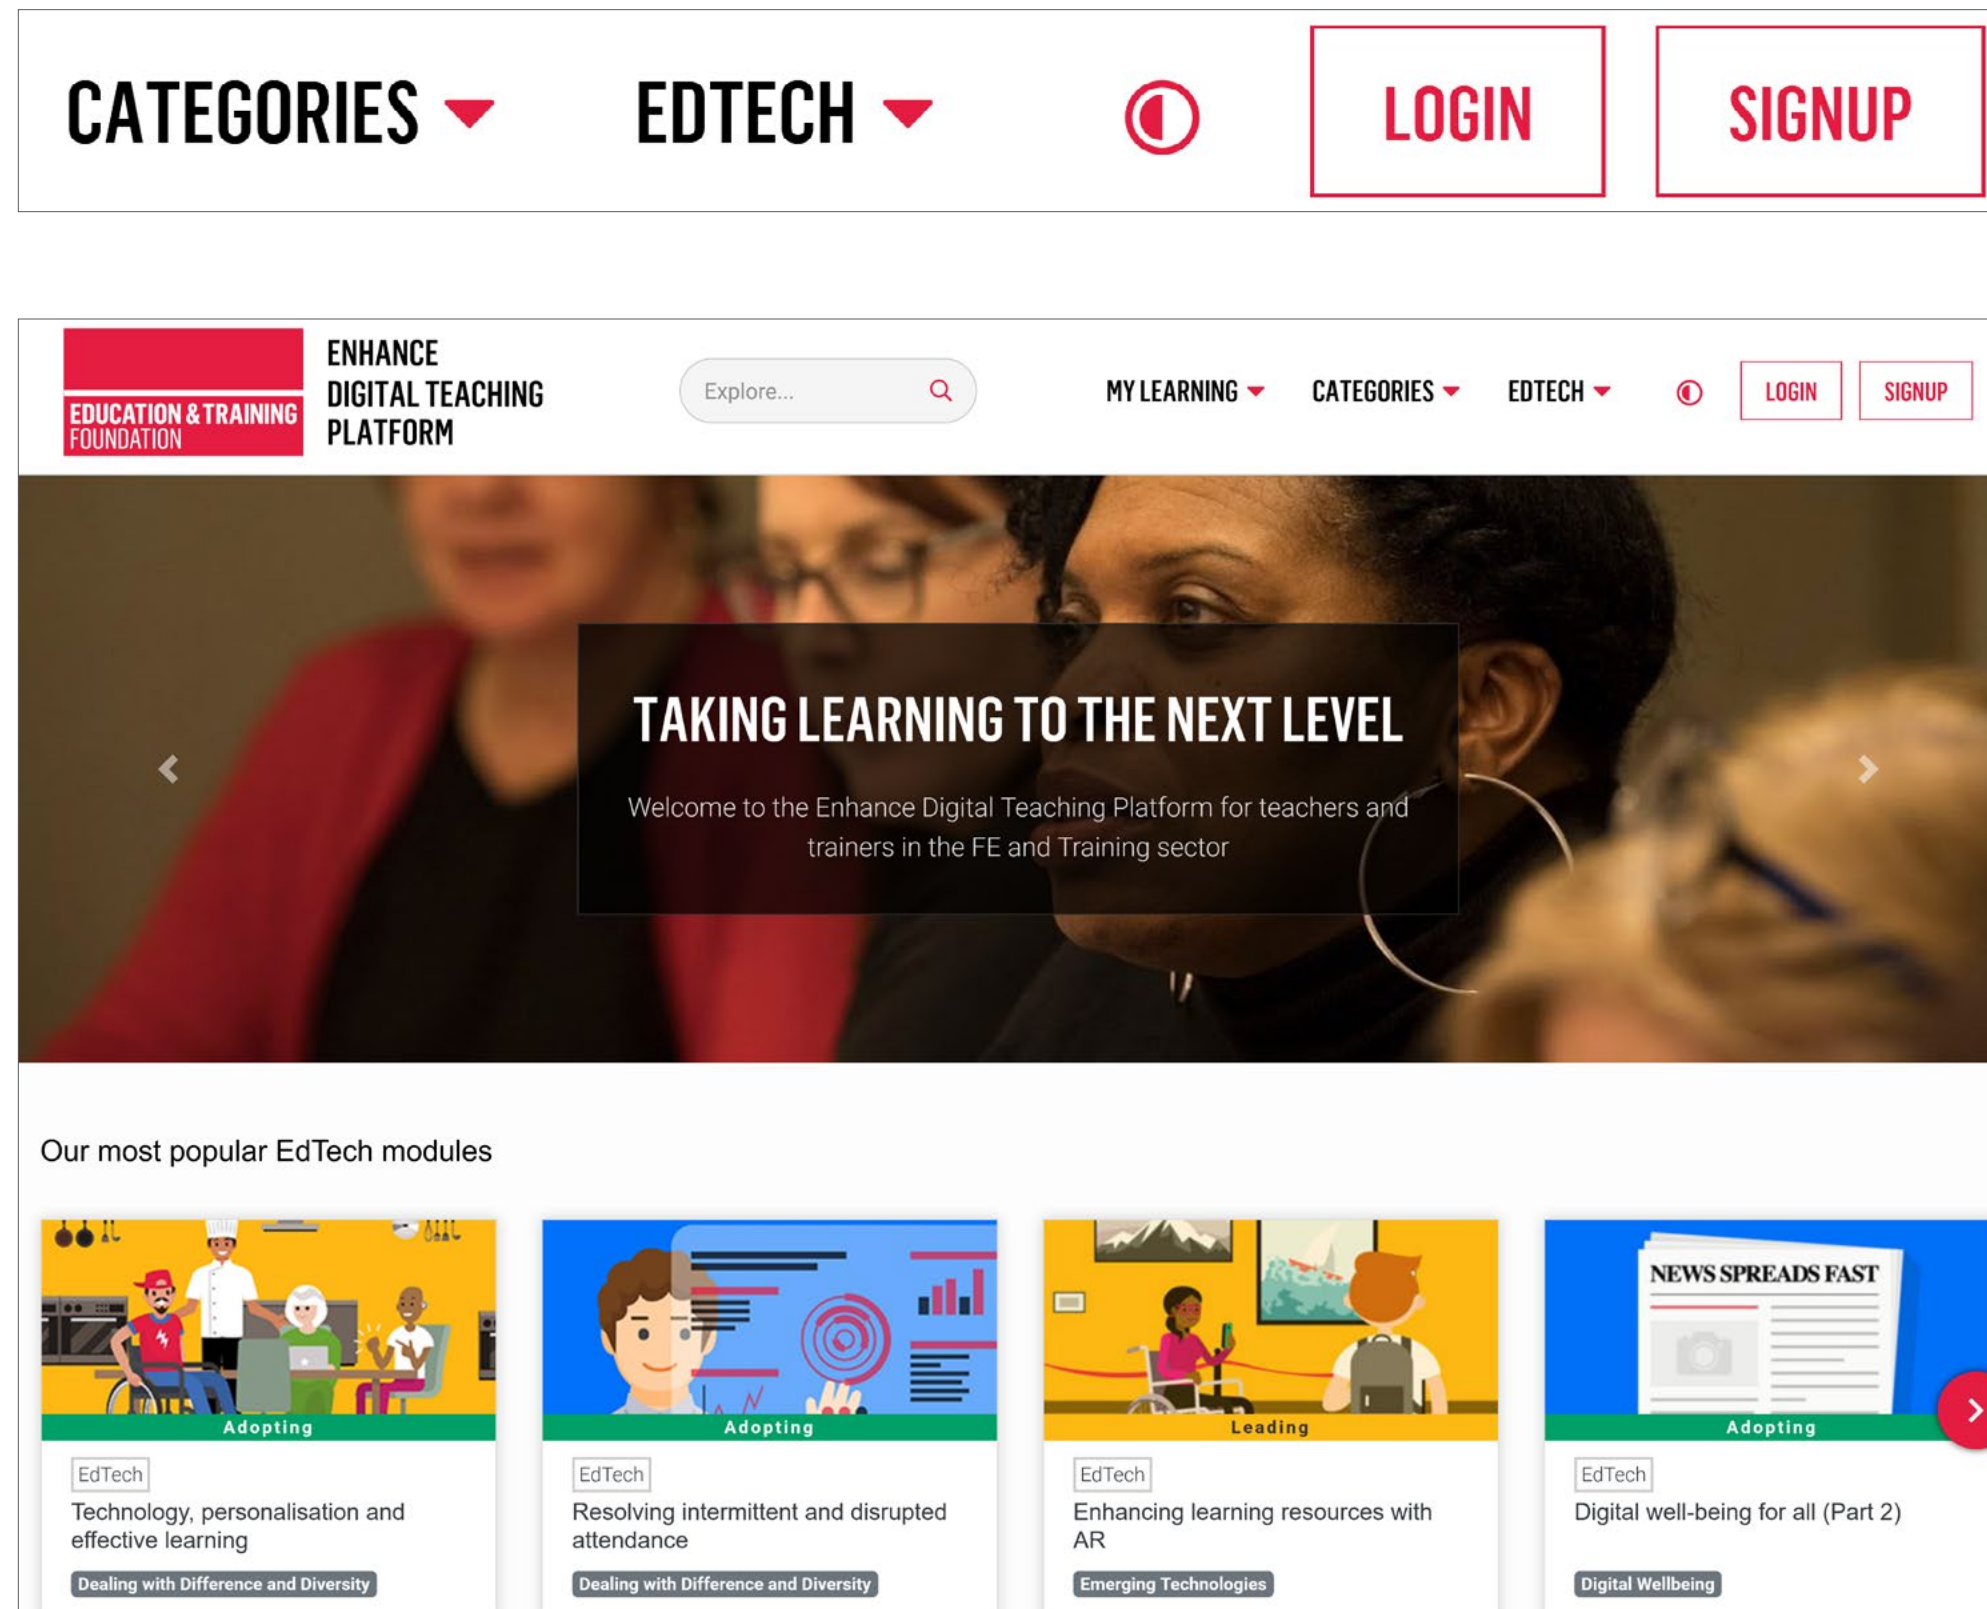 CATEGORIES EDTECH LOGIN SIGNUP
EDUCATION & TRAINING
FOUNDATION
ENHANCE
DIGITAL TEACHING
PLATFORM
Explore...
MY LEARNING CATEGORIES EDTECH LOGIN SIGNUP
TAKING LEARNING TO THE NEXT LEVEL
Welcome to the Enhance Digital Teaching Platform for teachers and
trainers in the FE and Training sector
Our most popular EdTech modules
Adopting
EdTech
Technology, personalisation and
effective learning
Dealing with Difference and Diversity
Adopting
EdTech
Resolving intermittent and disrupted
attendance
Dealing with Difference and Diversity
Leading
EdTech
Enhancing learning resources with
AR
Emerging Technologies
NEWS SPREADS FAST
Adopting
EdTech
Digital well-being for all (Part 2)
Digital Wellbeing